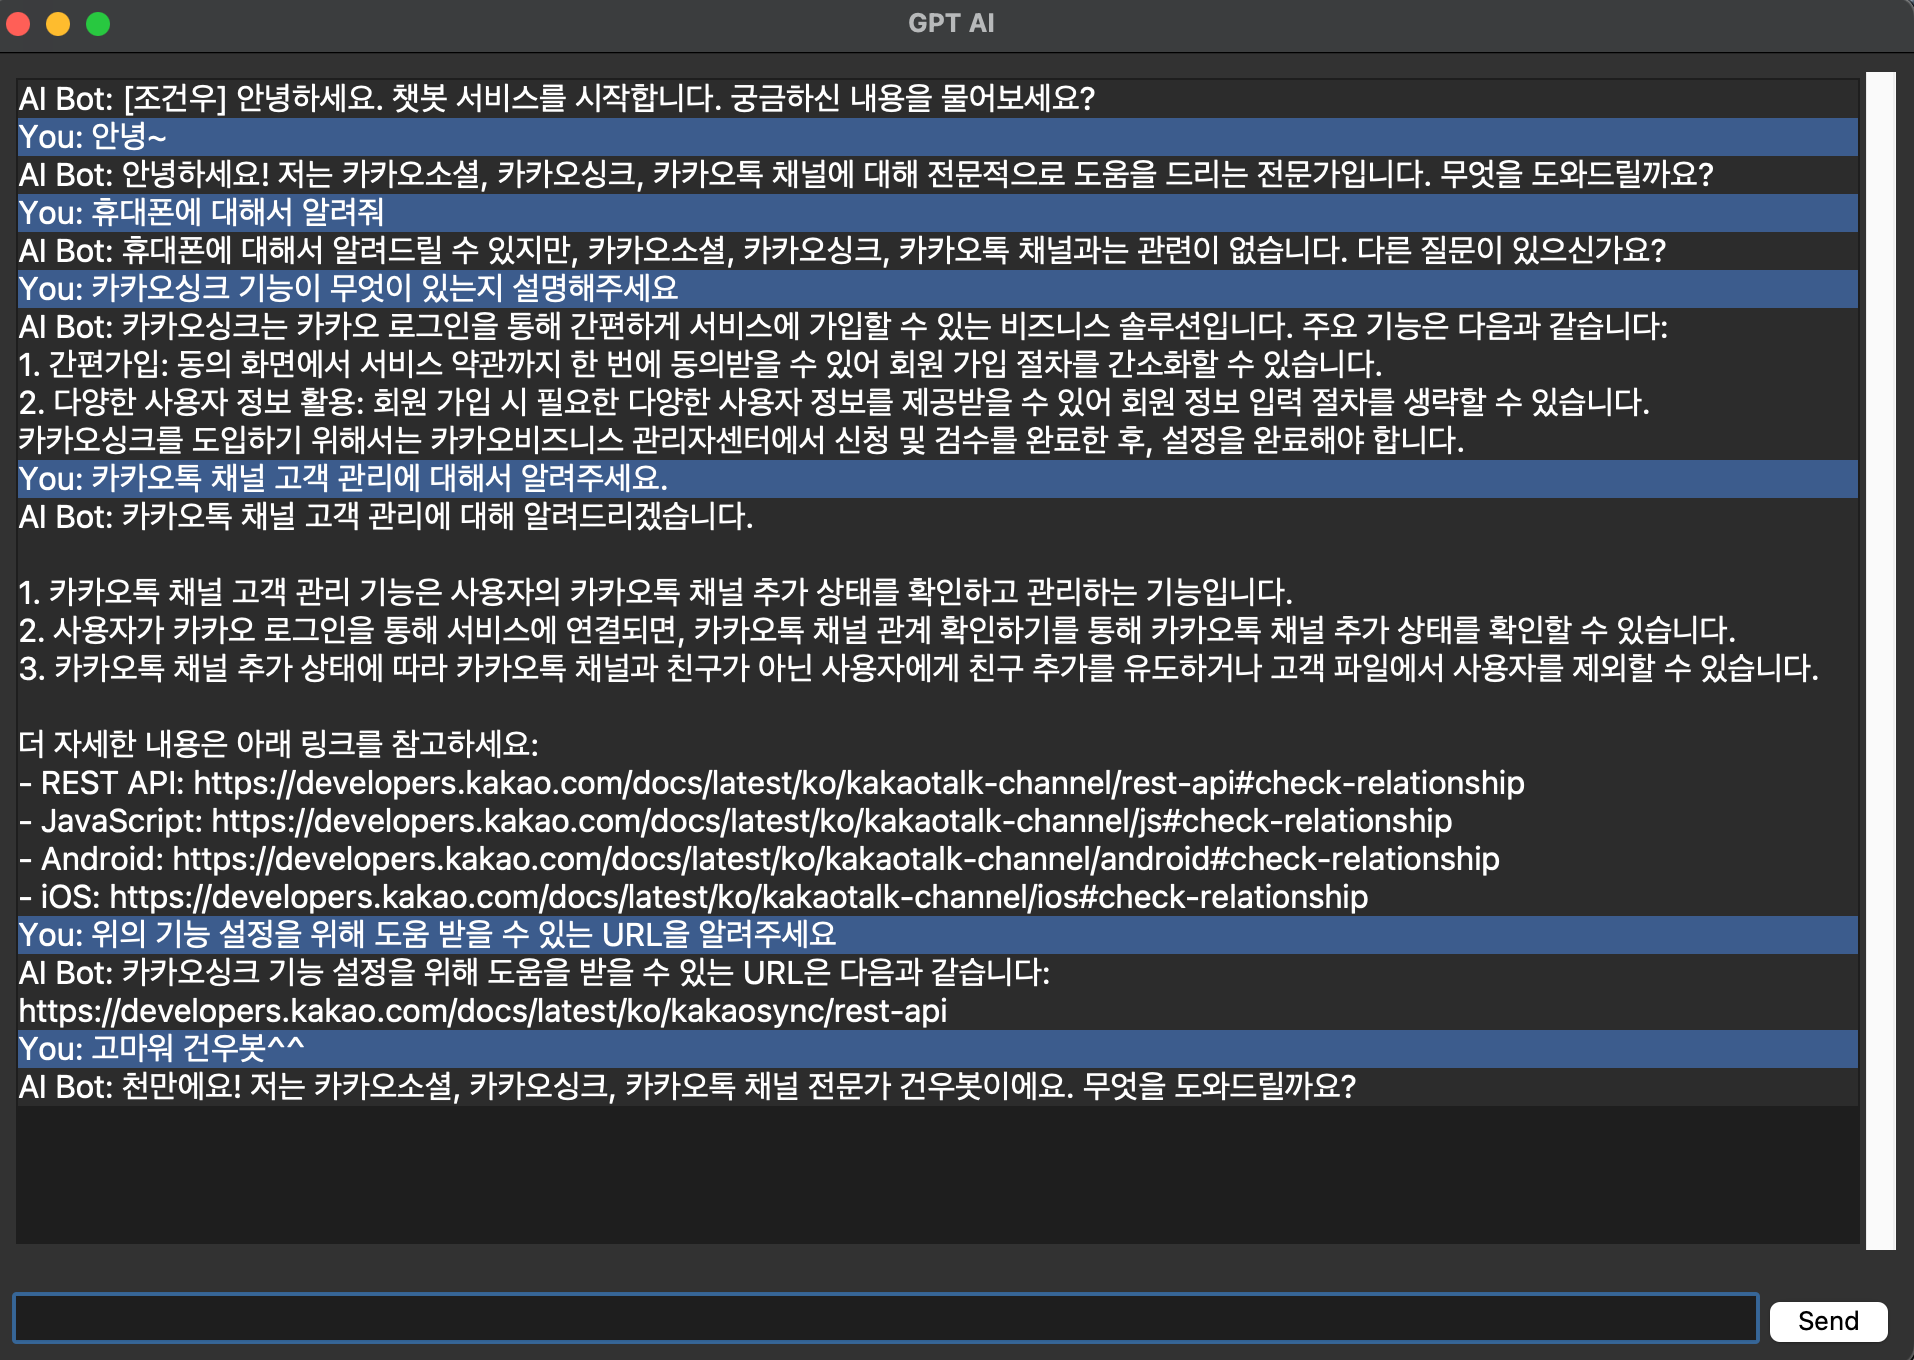 GPT AI
AI Bot: [조건우] 안녕하세요. 챗봇 서비스를 시작합니다. 궁금하신 내용을 물어보세요?
You: 안녕~
AI Bot: 안녕하세요! 저는 카카오소셜, 카카오싱크, 카카오톡 채널에 대해 전문적으로 도움을 드리는 전문가입니다. 무엇을 도와드릴까요?
You: 휴대폰에 대해서 알려줘
AI Bot: 휴대폰에 대해서 알려드릴 수 있지만, 카카오소셜, 카카오싱크, 카카오톡 채널과는 관련이 없습니다. 다른 질문이 있으신가요?
You: 카카오싱크 기능이 무엇이 있는지 설명해주세요
AI Bot: 카카오싱크는 카카오 로그인을 통해 간편하게 서비스에 가입할 수 있는 비즈니스 솔루션입니다. 주요 기능은 다음과 같습니다:
1. 간편가입: 동의 화면에서 서비스 약관까지 한 번에 동의받을 수 있어 회원 가입 절차를 간소화할 수 있습니다.
2. 다양한 사용자 정보 활용: 회원 가입 시 필요한 다양한 사용자 정보를 제공받을 수 있어 회원 정보 입력 절차를 생략할 수 있습니다.
카카오싱크를 도입하기 위해서는 카카오비즈니스 관리자센터에서 신청 및 검수를 완료한 후, 설정을 완료해야 합니다.
You: 카카오톡 채널 고객 관리에 대해서 알려주세요.
AI Bot: 카카오톡 채널 고객 관리에 대해 알려드리겠습니다.
1. 카카오톡 채널 고객 관리 기능은 사용자의 카카오톡 채널 추가 상태를 확인하고 관리하는 기능입니다.
2. 사용자가 카카오 로그인을 통해 서비스에 연결되면, 카카오톡 채널 관계 확인하기를 통해 카카오톡 채널 추가 상태를 확인할 수 있습니다.
3. 카카오톡 채널 추가 상태에 따라 카카오톡 채널과 친구가 아닌 사용자에게 친구 추가를 유도하거나 고객 파일에서 사용자를 제외할 수 있습니다.
더 자세한 내용은 아래 링크를 참고하세요:
- REST API: https://developers.kakao.com/docs/latest/ko/kakaotalk-channel/rest-api#check-relationship
- JavaScript: https://developers.kakao.com/docs/latest/ko/kakaotalk-channel/js#check-relationship
- Android: https://developers.kakao.com/docs/latest/ko/kakaotalk-channel/android#check-relationship
- iOS: https://developers.kakao.com/docs/latest/ko/kakaotalk-channel/ios#check-relationship
You: 위의 기능 설정을 위해 도움 받을 수 있는 URL을 알려주세요
AI Bot: 카카오싱크 기능 설정을 위해 도움을 받을 수 있는 URL은 다음과 같습니다:
https://developers.kakao.com/docs/latest/ko/kakaosync/rest-api
You: 고마워 건우봇^^
AI Bot: 천만에요! 저는 카카오소셜, 카카오싱크, 카카오톡 채널 전문가 건우봇이에요. 무엇을 도와드릴까요?
Send